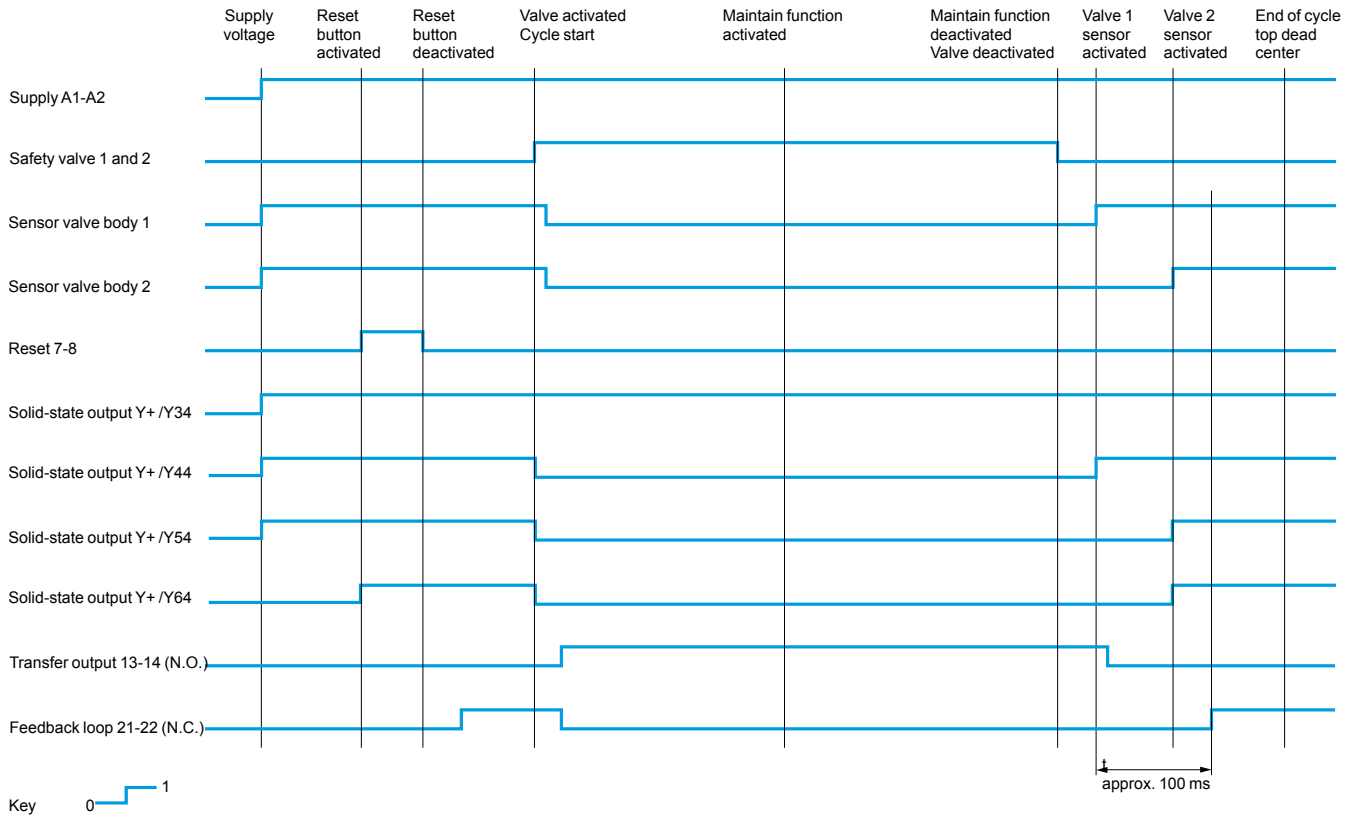 Supply
voltage
Reset
button
activated
Reset
button
deactivated
Valve activated
Cycle start
Maintain function
activated
Maintain function
deactivated
Valve deactivated
Valve 1
sensor
activated
Valve 2
sensor
activated
End of cycle
top dead
center
Supply A1-A2
Safety valve 1 and 2
Sensor valve body 1
Sensor valve body 2
Reset 7-8
Solid-state output Y+ /Y34
Solid-state output Y+ /Y44
Solid-state output Y+ /Y54
Solid-state output Y+ /Y64
Transfer output 13-14 (N.O.)
Feedback loop 21-22 (N.C.)
t
approx. 100 ms
Key 0 1